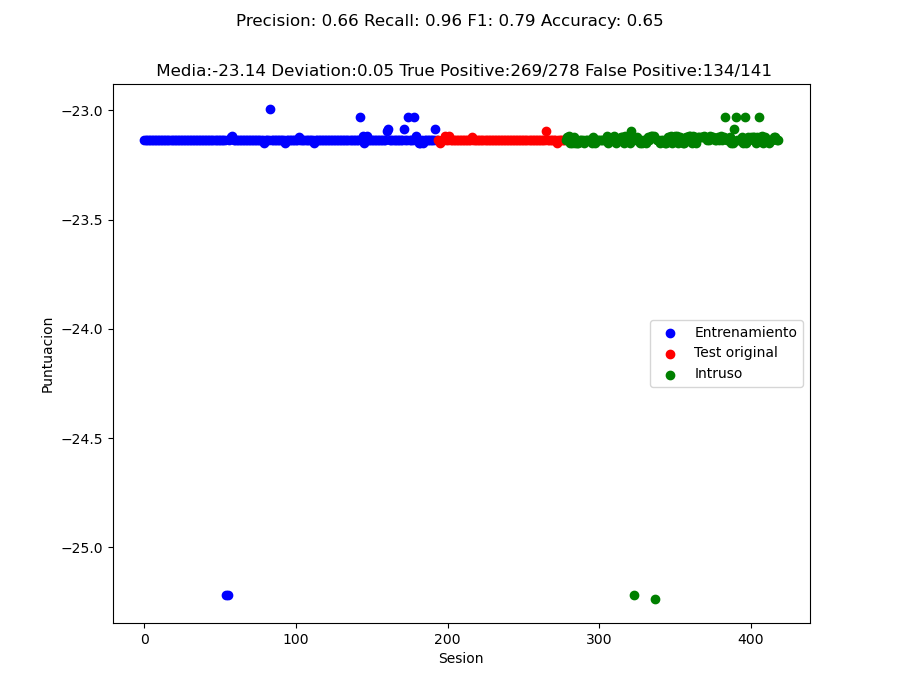 Precision: 0.66 Recall: 0.96 F1: 0.79 Accuracy: 0.65
Media:-23.14 Deviation:0.05 True Positive:269/278 False Positive:134/141
Puntuacion
−23.0
−23.5
−24.0
−24.5
−25.0
Entrenamiento
Test original
Intruso
0
100
200
300
400
Sesion